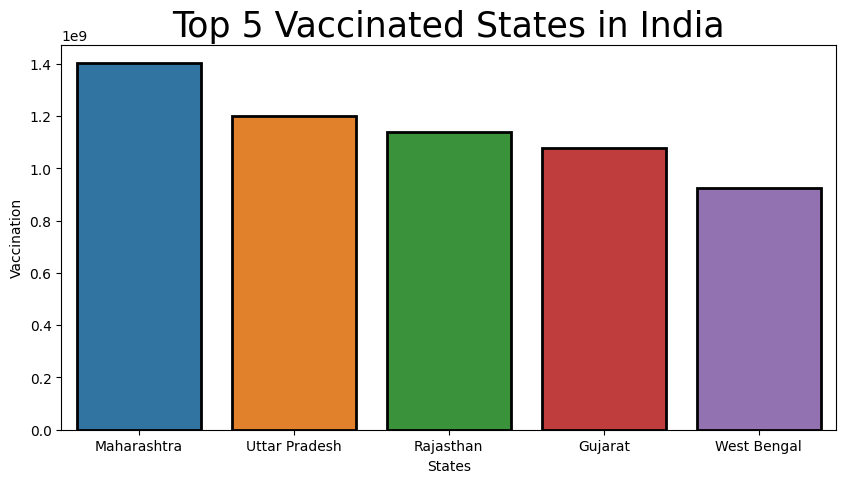 Top 5 Vaccinated States in India
1e9
1.4
1.2
1.0
0.8
0.6
0.4
0.2
0.0
Vaccination
Maharashtra Uttar Pradesh Rajasthan Gujarat West Bengal
States